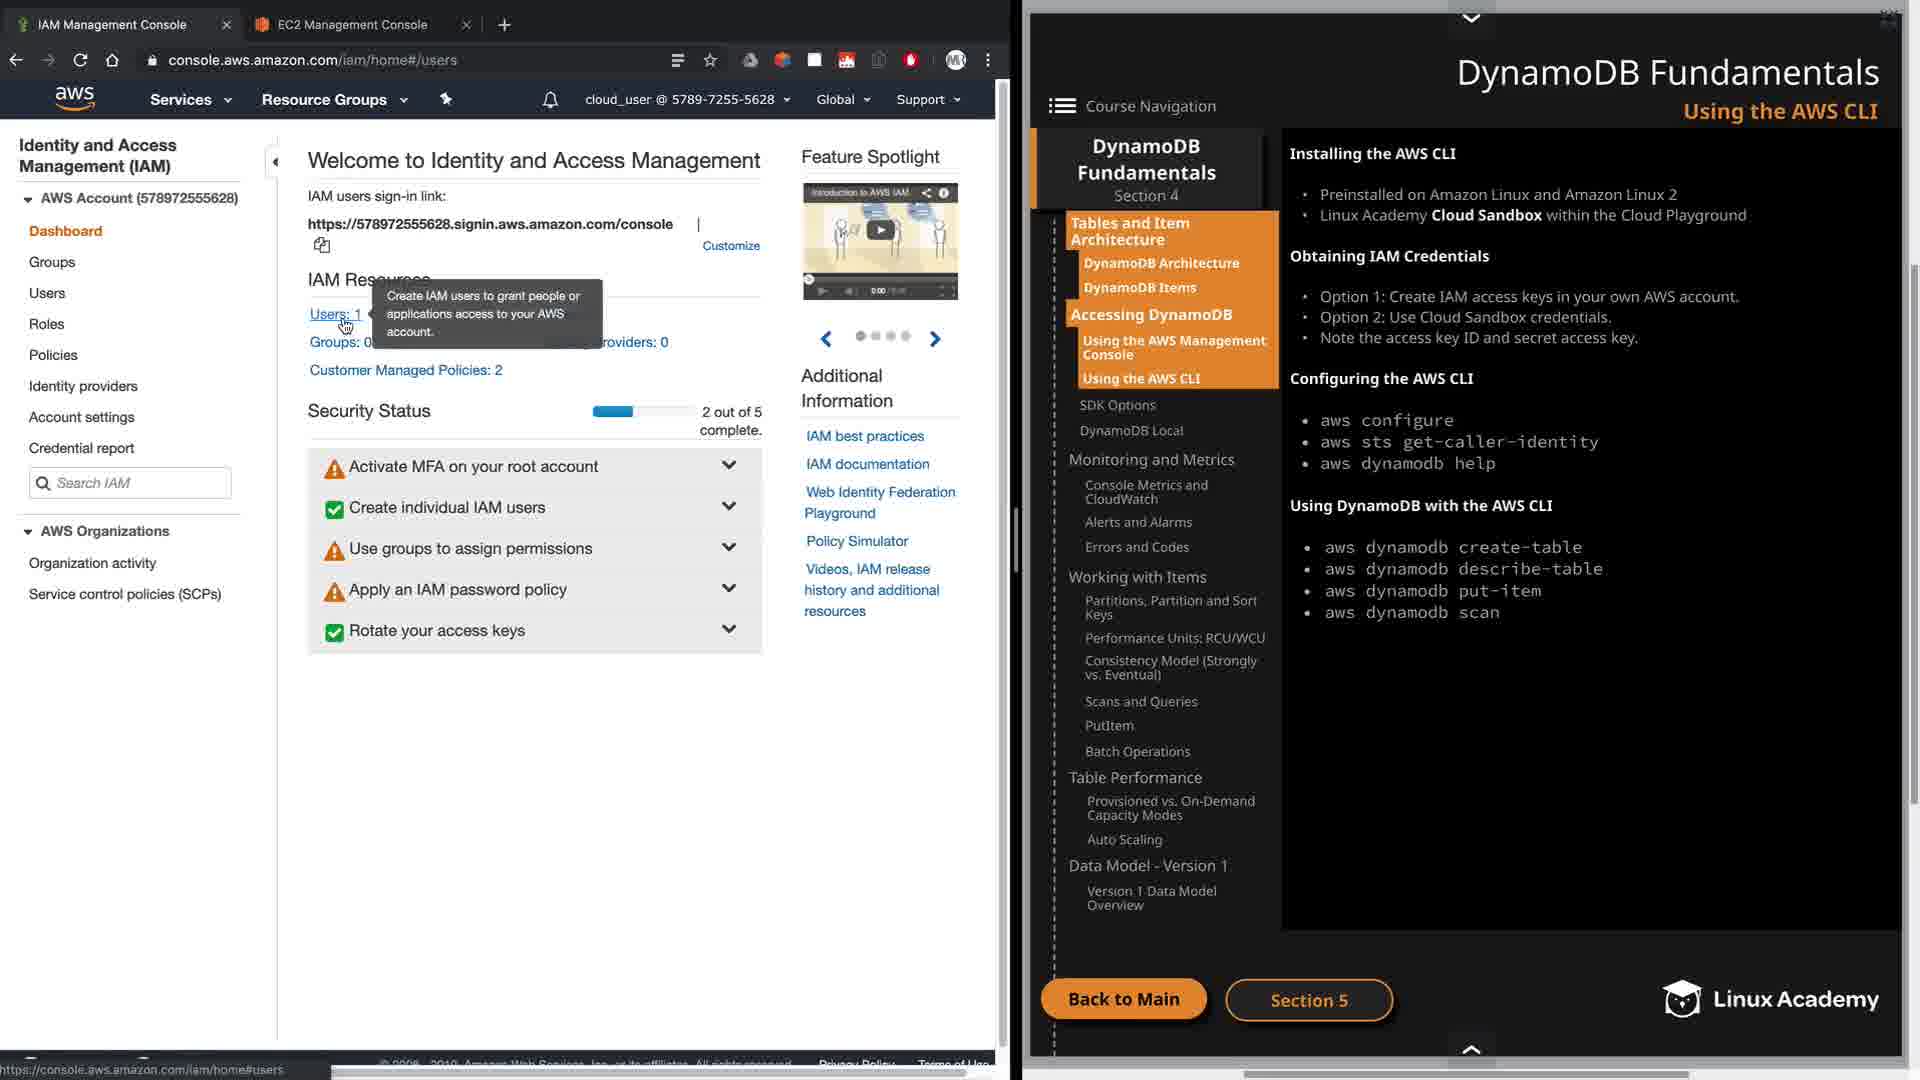 IAM Management Console
EC2 Management Console
console.aws.amazon.com/iam/home#/users
aws
Services
Resource Groups
cloud_user @ 5789-7255-5628
Global
Support
Identity and Access
Management (IAM)
AWS Account (578972555628)
Dashboard
Groups
Users
Roles
Policies
Identity providers
Account settings
Credential report
Search IAM
AWS Organizations
Organization activity
Service control policies (SCPs)
Welcome to Identity and Access Management
IAM users sign-in link:
https://578972555628.signin.aws.amazon.com/console |
Customize
IAM Resources
Create IAM users to grant people or
applications access to your AWS
account.
Users: 1
Groups: 0
roviders: 0
Customer Managed Policies: 2
Security Status
2 out of 5
complete.
Activate MFA on your root account
Create individual IAM users
Use groups to assign permissions
Apply an IAM password policy
Rotate your access keys
Feature Spotlight
Introduction to AWS IAM
0:00
Additional
Information
IAM best practices
IAM documentation
Web Identity Federation
Playground
Policy Simulator
Videos, IAM release
history and additional
resources
Privacy Policy
Terms of Use
https://console.aws.amazon.com/iam/home#users
DynamoDB Fundamentals
Using the AWS CLI
Course Navigation
DynamoDB
Fundamentals
Section 4
Tables and Item
Architecture
DynamoDB Architecture
DynamoDB Items
Accessing DynamoDB
Using the AWS Management
Console
Using the AWS CLI
SDK Options
DynamoDB Local
Monitoring and Metrics
Console Metrics and
CloudWatch
Alerts and Alarms
Errors and Codes
Working with Items
Partitions, Partition and Sort
Keys
Performance Units: RCU/WCU
Consistency Model (Strongly
vs. Eventual)
Scans and Queries
PutItem
Batch Operations
Table Performance
Provisioned vs. On-Demand
Capacity Modes
Auto Scaling
Data Model - Version 1
Version 1 Data Model
Overview
Installing the AWS CLI
• Preinstalled on Amazon Linux and Amazon Linux 2
• Linux Academy Cloud Sandbox within the Cloud Playground
Obtaining IAM Credentials
• Option 1: Create IAM access keys in your own AWS account.
• Option 2: Use Cloud Sandbox credentials.
• Note the access key ID and secret access key.
Configuring the AWS CLI
• aws configure
• aws sts get-caller-identity
• aws dynamodb help
Using DynamoDB with the AWS CLI
• aws dynamodb create-table
• aws dynamodb describe-table
• aws dynamodb put-item
• aws dynamodb scan
Back to Main
Section 5
Linux Academy